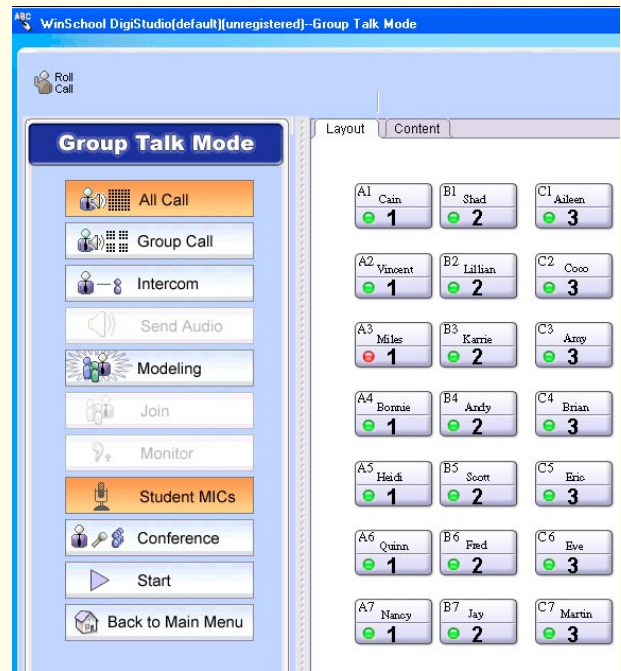 ABC
WinSchool DigiStudio(default)(unregistered)--Group Talk Mode
Roll
Call
Group Talk Mode
All Call
Group Call
Intercom
Send Audio
Modeling
Join
Monitor
Student MICs
Conference
Start
Back to Main Menu
Layout Content
A1 Cain B1 Shad C1 Aileen
1 2 3
A2 Vincent B2 Lillian C2 Coco
1 2 3
A3 Miles B3 Karrie C3 Amy
1 2 3
A4 Bonnie B4 Andy C4 Brian
1 2 3
A5 Heidi B5 Scott C5 Eric
1 2 3
A6 Quinn B6 Fred C6 Eve
1 2 3
A7 Nancy B7 Jay C7 Martin
1 2 3